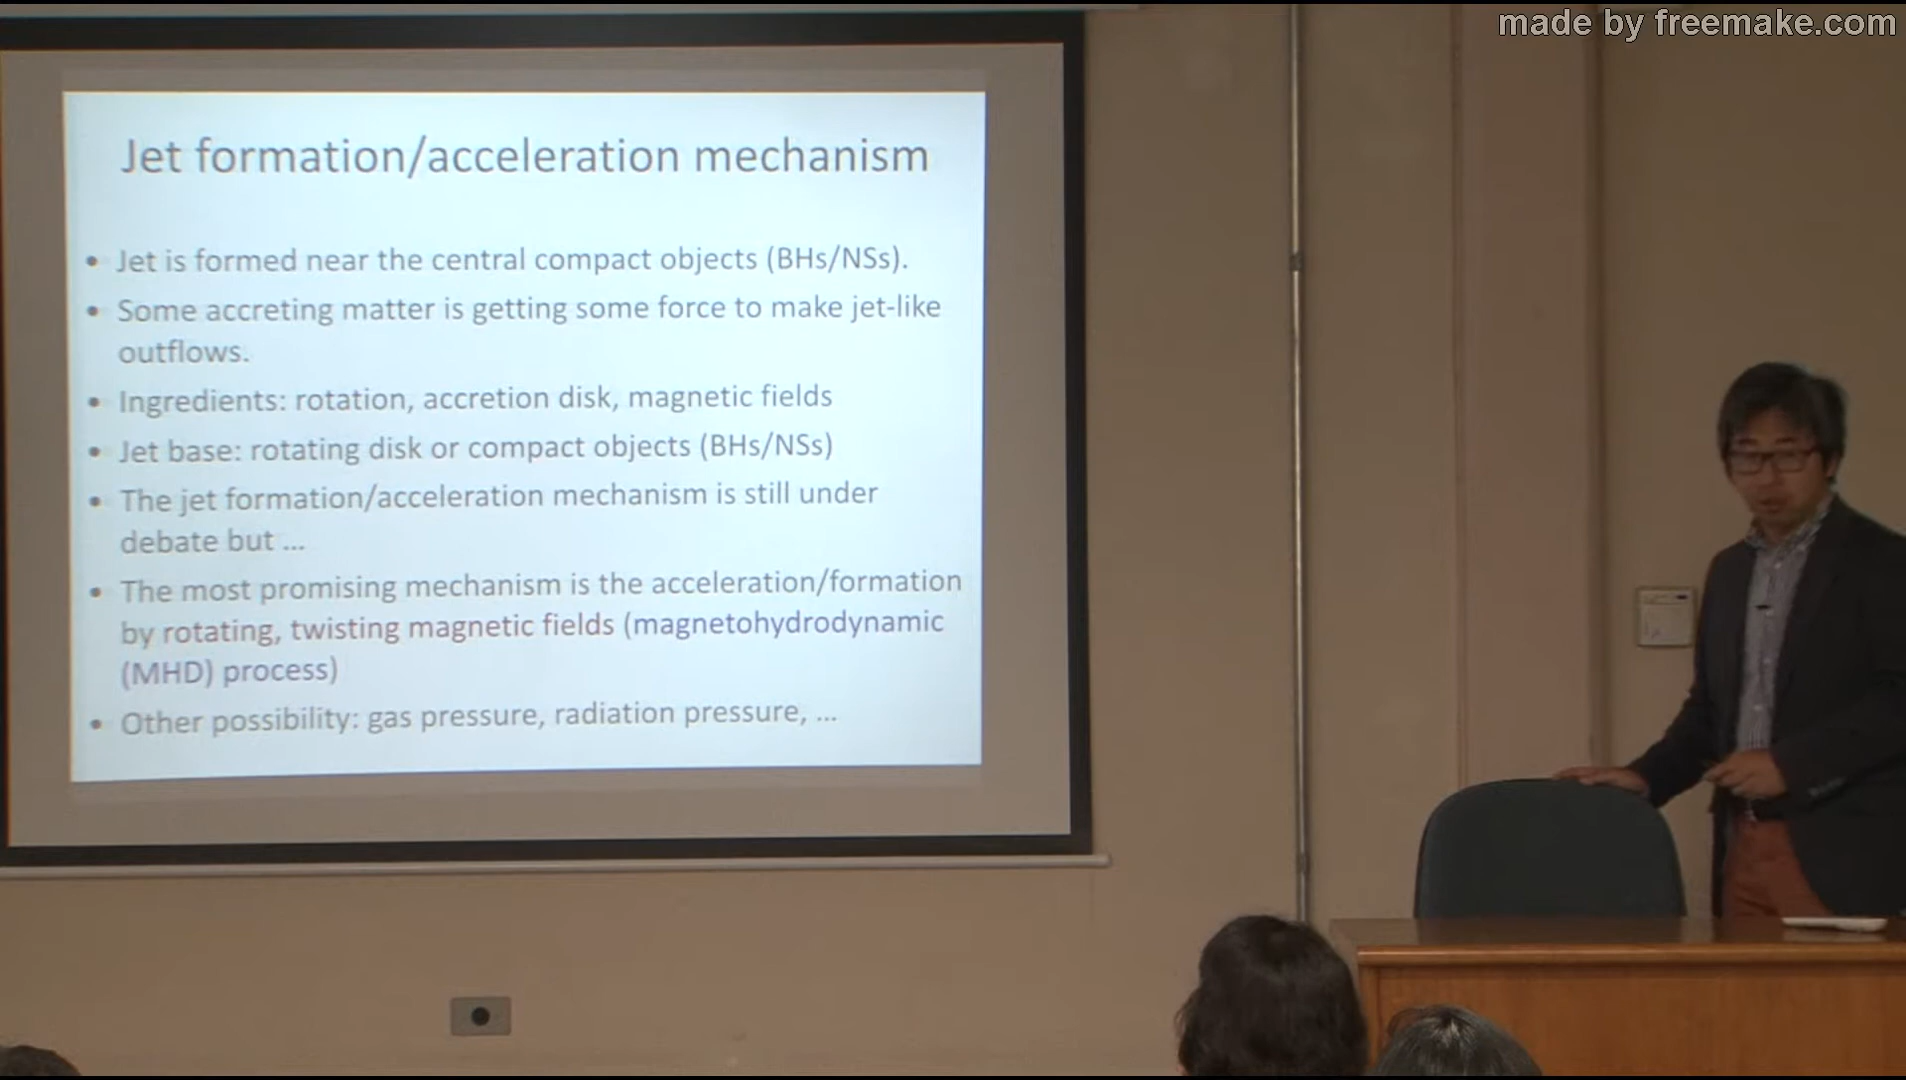 made by freemake.com
Jet formation/acceleration mechanism
• Jet is formed near the central compact objects (BHs/NSs).
• Some accreting matter is getting some force to make jet-like
outflows.
• Ingredients: rotation, accretion disk, magnetic fields
• Jet base: rotating disk or compact objects (BHs/NSs)
• The jet formation/acceleration mechanism is still under
debate but ...
• The most promising mechanism is the acceleration/formation
by rotating, twisting magnetic fields (magnetohydrodynamic
(MHD) process)
• Other possibility: gas pressure, radiation pressure, ...